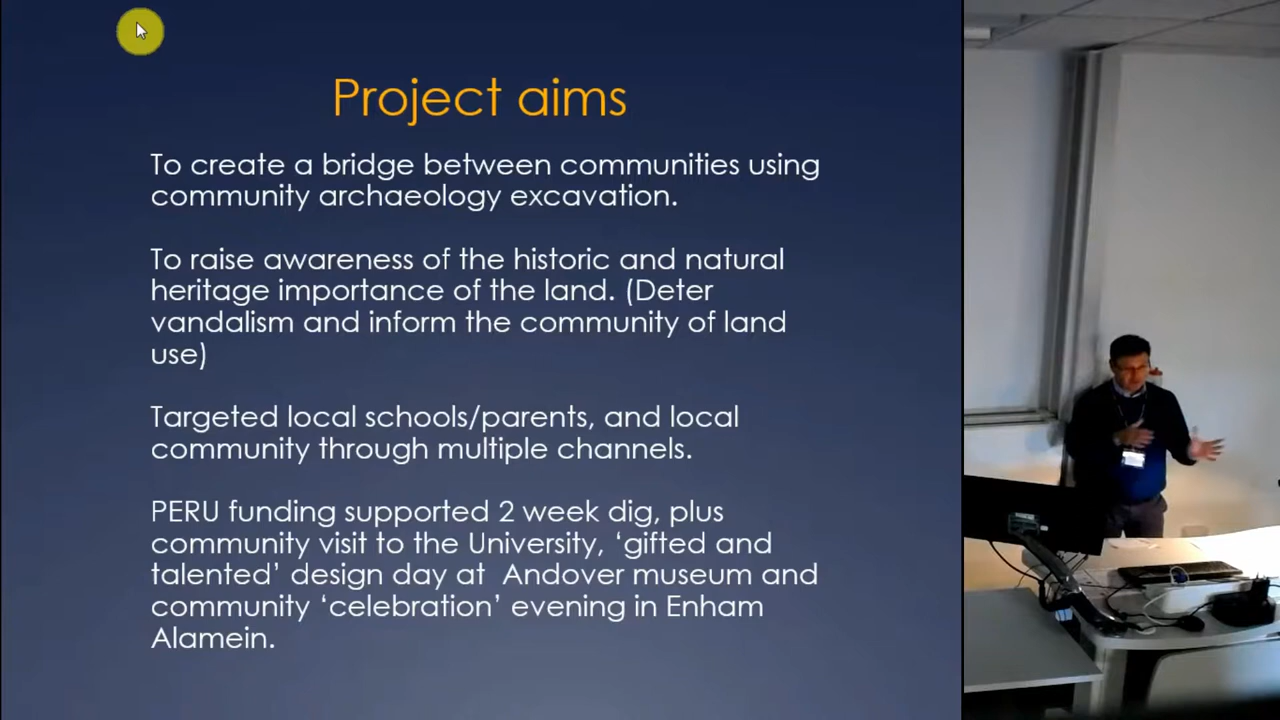 Project aims
To create a bridge between communities using
community archaeology excavation.
To raise awareness of the historic and natural
heritage importance of the land. (Deter
vandalism and inform the community of land
use)
Targeted local schools/parents, and local
community through multiple channels.
PERU funding supported 2 week dig, plus
community visit to the University, ‘gifted and
talented’ design day at Andover museum and
community ‘celebration’ evening in Enham
Alamein.